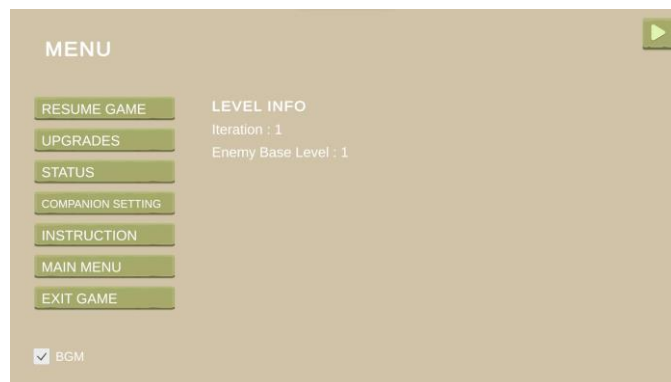 MENU
RESUME GAME
UPGRADES
STATUS
COMPANION SETTING
INSTRUCTION
MAIN MENU
EXIT GAME
BGM
LEVEL INFO
Iteration : 1
Enemy Base Level : 1